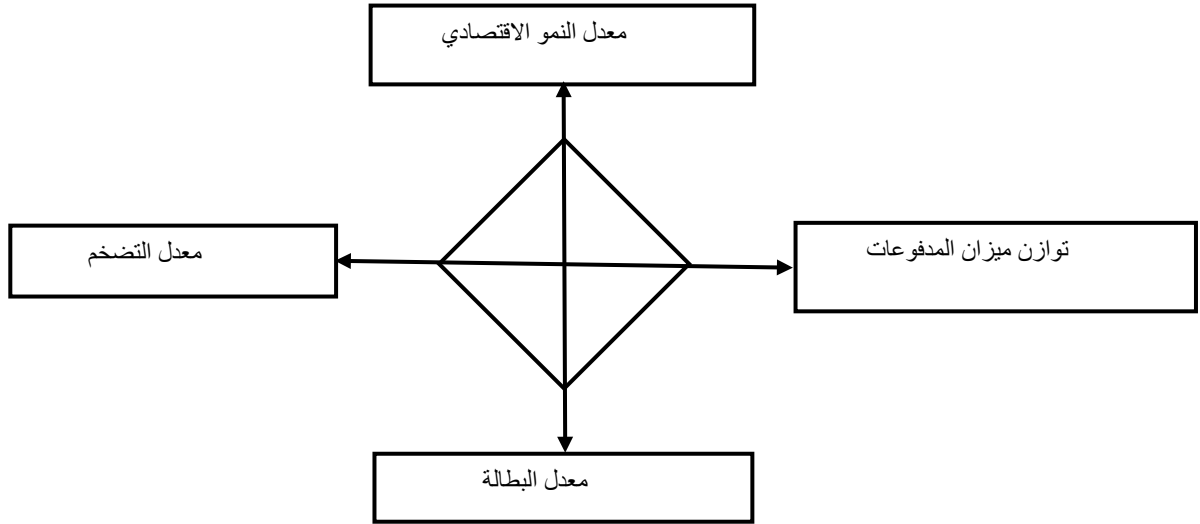 معدل النمو الاقتصادي
توازن ميزان المدفوعات
معدل التضخم
معدل البطالة